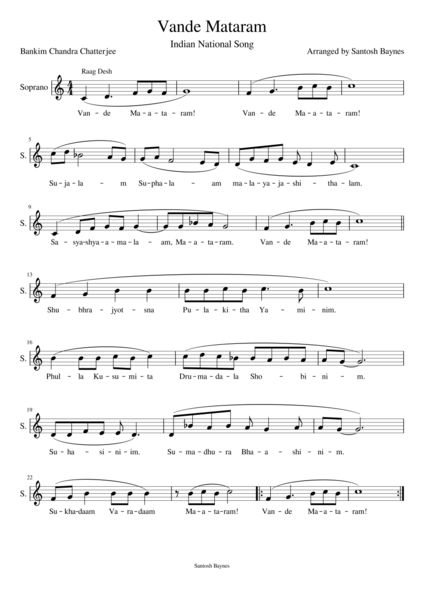 Vande Mataram
Indian National Song
Bankim Chandra Chatterjee Arranged by Santosh Baynes
Raag Desh
Soprano
Van - de Ma - a - ta - ram! Van - de Ma - a - ta - ram!
5
S.
Su - ja - la - m Su - pha - la - am ma - la - ya - ja - shi - tha - lam.
9
S.
Sa - sya - shya - a - ma - la - am, Ma - a - ta - ram. Van - de Ma - a - ta - ram!
13
S.
Shu - bhra - jyot - sna Pu - la - ki - tha Ya - mi - nim.
16
S.
Phul - la Ku - su - mi - ta Dru - ma - da - la Sho - bi - ni - m.
19
S.
Su - ha - si - ni - im. Su - ma - dhu - ra Bha - a - shi - ni - m.
22
S.
Su - kha - daam Va - ra - daam Ma - a - ta - ram! Van - de Ma - a - ta - ram!
Santosh Baynes